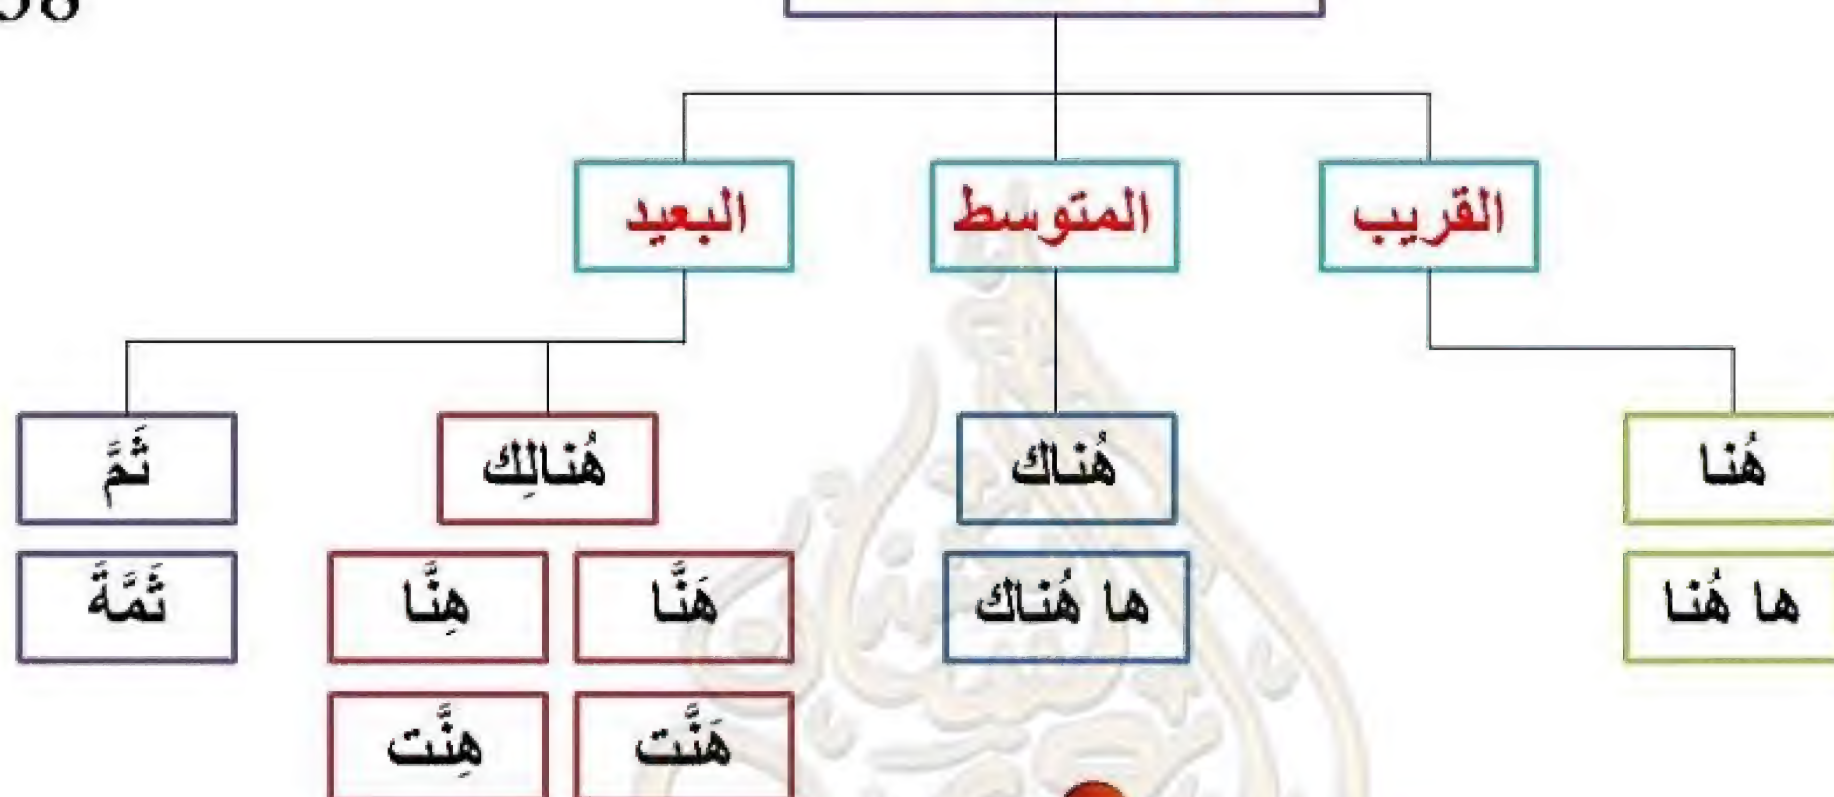 القريب المتوسط البعيد
هُنا هُناك هُنالِك ثَمَّ
ها هُنا ها هُناك هَنَّا هِنَّا ثَمَّةَ
هَنَّت هِنَّت